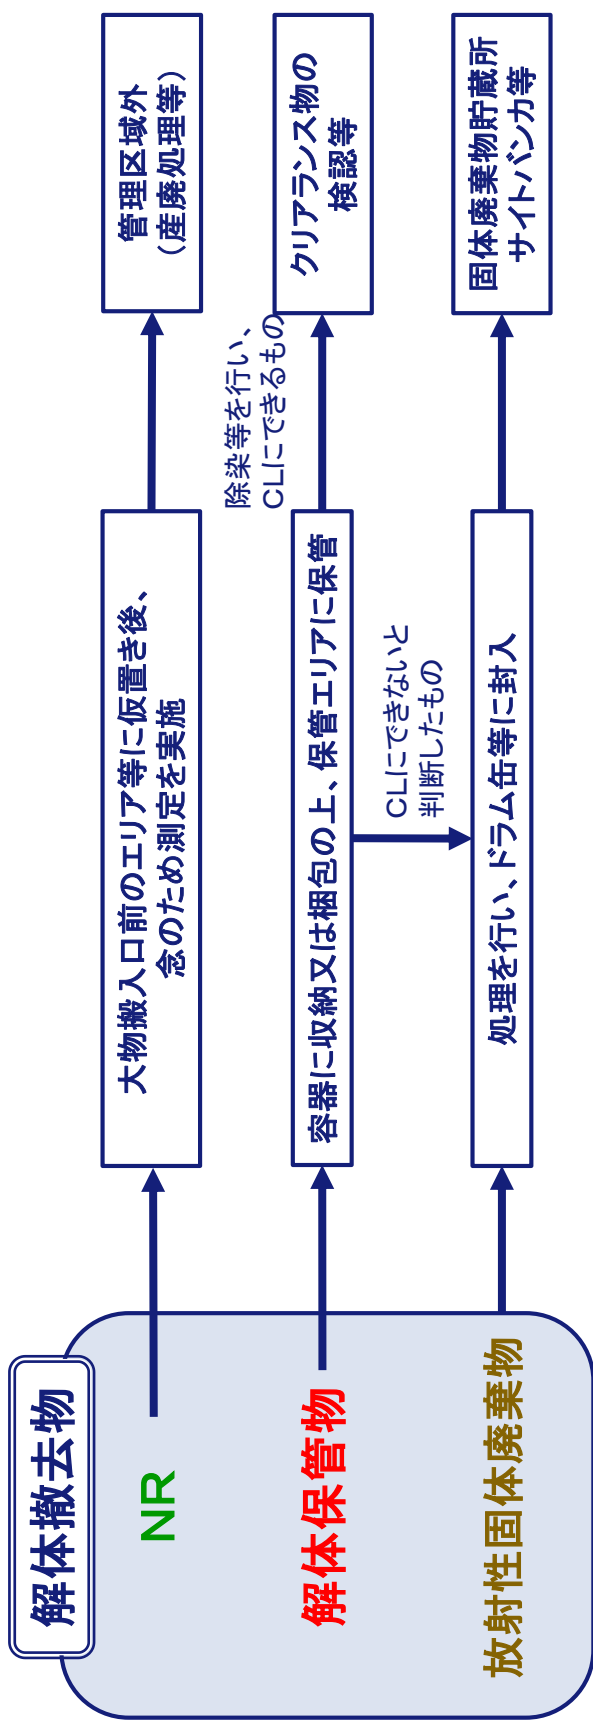 解体撤去物
NR
大物搬入口前のエリア等に仮置き後、
念のため測定を実施
管理区域外
（産廃処理等）
解体保管物
容器に収納又は梱包の上、保管エリアに保管
除染等を行い、
CLにできるもの
クリアランス物の
検認等
CLにできないと
判断したもの
放射性固体廃棄物
処理を行い、ドラム缶等に封入
固体廃棄物貯蔵所
サイトバンカ等